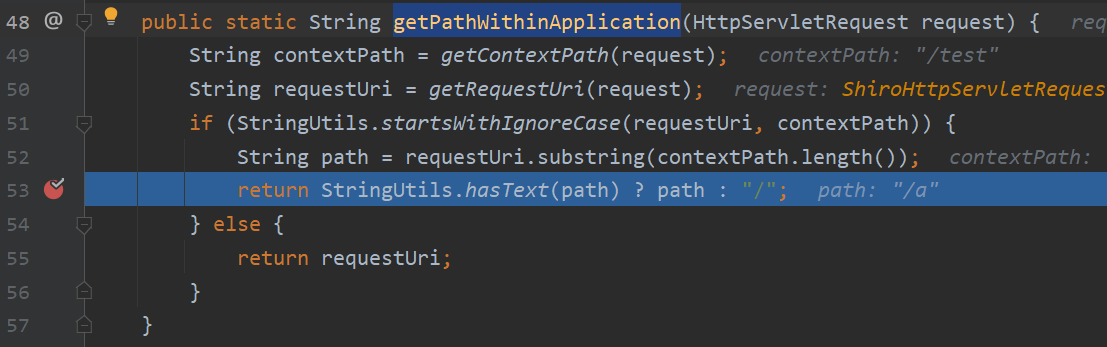 48 @ public static String getPathWithinApplication(HttpServletRequest request) { req
49 String contextPath = getContextPath(request); contextPath: "/test"
50 String requestUri = getRequestUri(request); request: ShiroHttpServletReques
51 if (StringUtils.startsWithIgnoreCase(requestUri, contextPath)) {
52 String path = requestUri.substring(contextPath.length()); contextPath:
53 return StringUtils.hasText(path) ? path : "/"; path: "/a"
54 } else {
55 return requestUri;
56 }
57 }